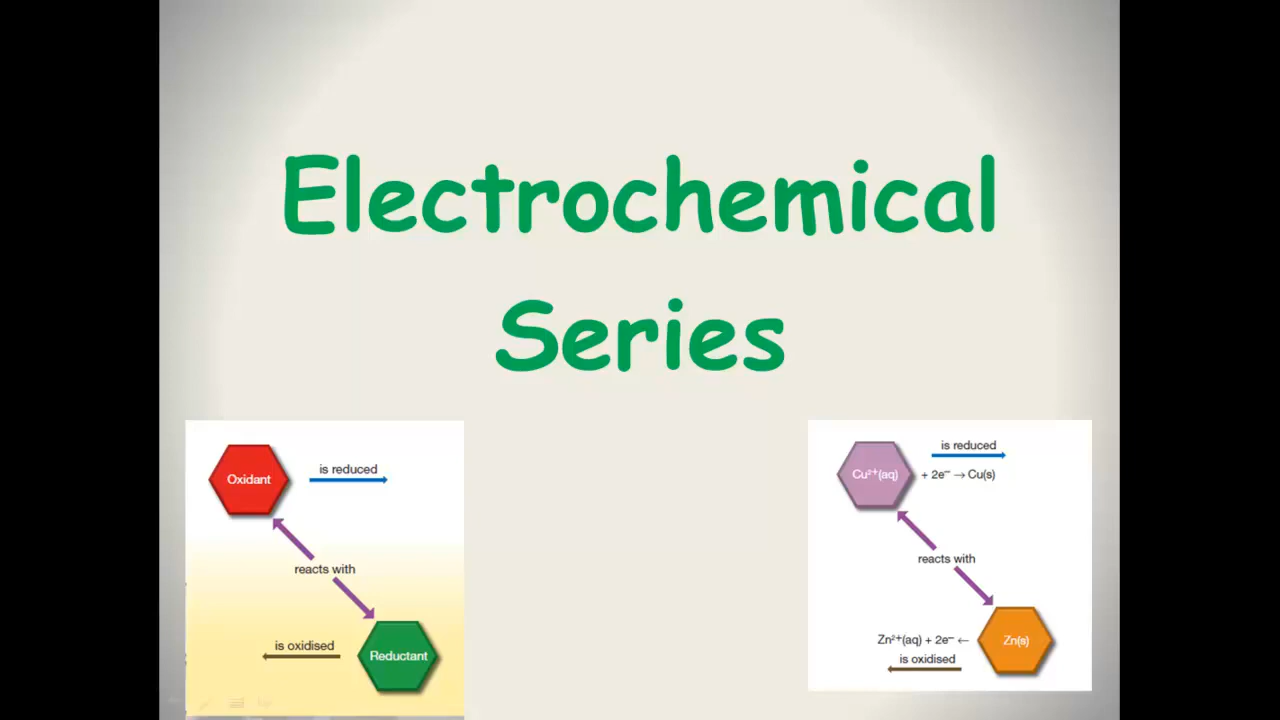 Electrochemical
Series
Oxidant
is reduced
reacts with
is oxidised
Reductant
is reduced
Cu²⁺(aq) + 2e⁻ → Cu(s)
reacts with
Zn²⁺(aq) + 2e⁻ ← Zn(s)
is oxidised